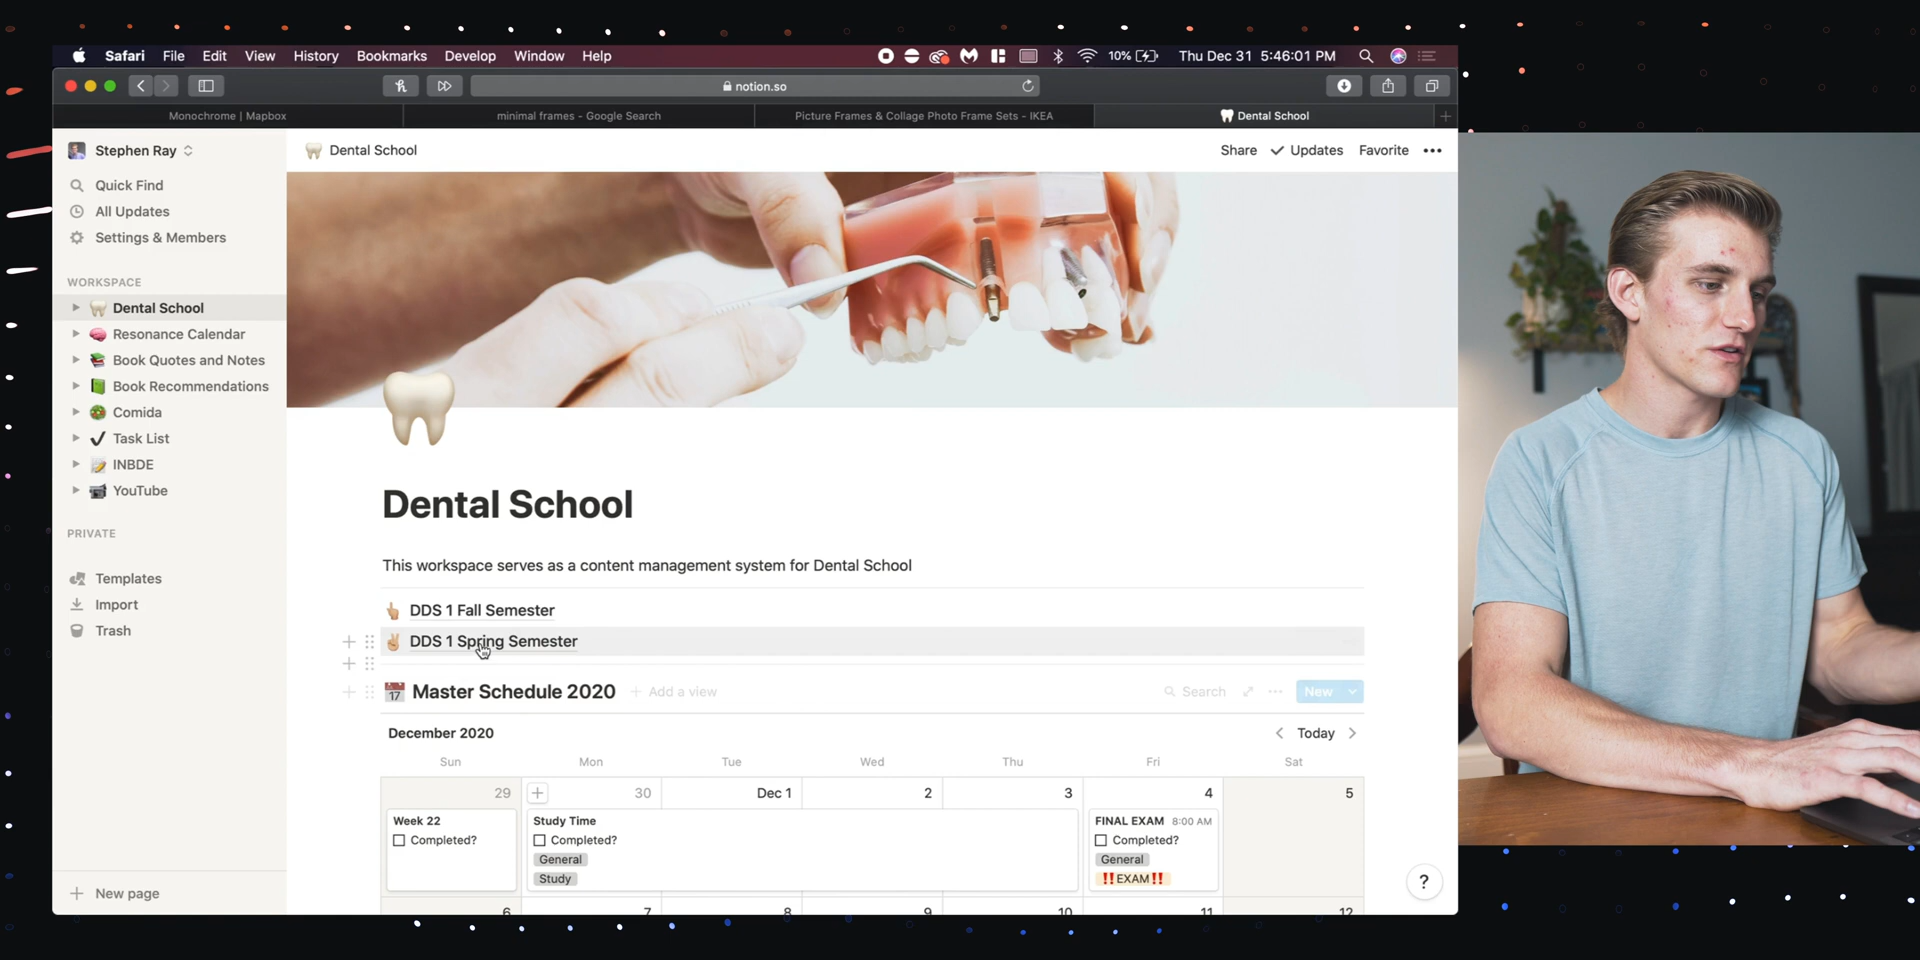 Safari File Edit View History Bookmarks Develop Window Help 10% Thu Dec 31 5:46:01 PM
notion.so
Monochrome | Mapbox
minimal frames - Google Search
Picture Frames & Collage Photo Frame Sets - IKEA
Dental School
Stephen Ray
Quick Find
All Updates
Settings & Members
WORKSPACE
Dental School
Resonance Calendar
Book Quotes and Notes
Book Recommendations
Comida
Task List
INBDE
YouTube
PRIVATE
Templates
Import
Trash
New page
Dental School
Share Updates Favorite
Dental School
This workspace serves as a content management system for Dental School
DDS 1 Fall Semester
DDS 1 Spring Semester
17 Master Schedule 2020 Add a view Search New
December 2020 Today
Sun Mon Tue Wed Thu Fri Sat
29 30 Dec 1 2 3 4 5
Week 22
Completed?
Study Time
Completed?
General
Study
FINAL EXAM 8:00 AM
Completed?
General
‼️EXAM‼️
6 7 8 9 10 11 12
?